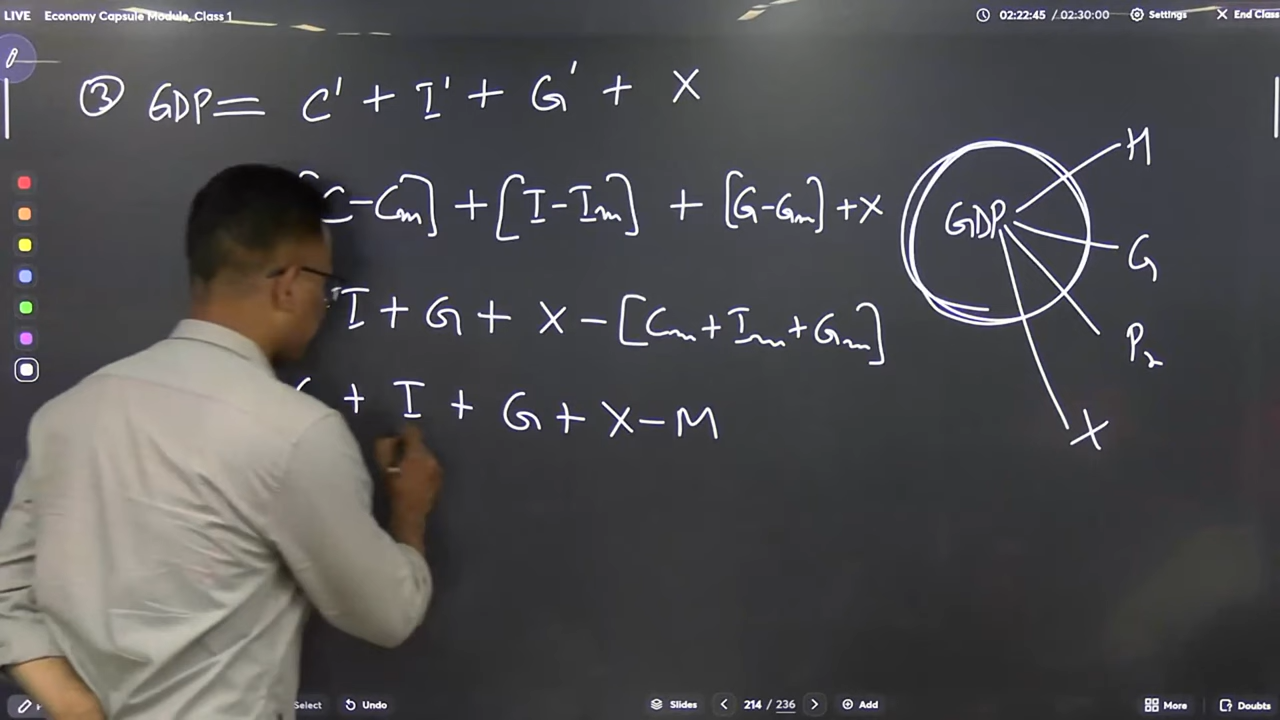 LIVE Economy Capsule Module, Class 1 02:22:45 / 02:30:00 Settings X End Class
③ GDP = C' + I' + G' + X
C-Cm] + [I-Im] + [G-Gm] + X
I + G + X - [Cm+Im+Gm]
+ I + G + X - M
GDP
H
G
P2
X
Select Undo Slides < 214 / 236 > Add More Doubts